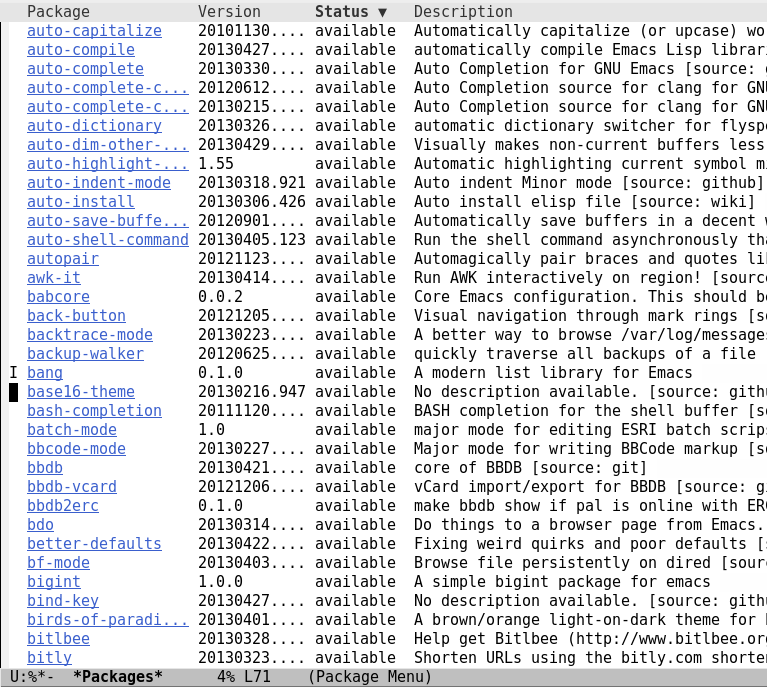 Package Version Status ▼ Description
auto-capitalize 20101130.... available Automatically capitalize (or upcase) wo
auto-compile 20130427.... available automatically compile Emacs Lisp librar
auto-complete 20130330.... available Auto Completion for GNU Emacs [source:
auto-complete-c... 20120612.... available Auto Completion source for clang for GNU
auto-complete-c... 20130215.... available Auto Completion source for clang for GNU
auto-dictionary 20130326.... available automatic dictionary switcher for flysp
auto-dim-other-... 20130429.... available Visually makes non-current buffers less
auto-highlight-... 1.55 available Automatic highlighting current symbol m
auto-indent-mode 20130318.921 available Auto indent Minor mode [source: github]
auto-install 20130306.426 available Auto install elisp file [source: wiki]
auto-save-buffe... 20120901.... available Automatically save buffers in a decent
auto-shell-command 20130405.123 available Run the shell command asynchronously tha
autopair 20121123.... available Automagically pair braces and quotes li
awk-it 20130414.... available Run AWK interactively on region! [sourc
babcore 0.0.2 available Core Emacs configuration. This should b
back-button 20121205.... available Visual navigation through mark rings [s
backtrace-mode 20130223.... available A better way to browse /var/log/messages
backup-walker 20120625.... available quickly traverse all backups of a file
I bang 0.1.0 available A modern list library for Emacs
base16-theme 20130216.947 available No description available. [source: gith
bash-completion 20111120.... available BASH completion for the shell buffer [s
batch-mode 1.0 available major mode for editing ESRI batch scrip
bbcode-mode 20130227.... available Major mode for writing BBCode markup [s
bbdb 20130421.... available core of BBDB [source: git]
bbdb-vcard 20121206.... available vCard import/export for BBDB [source: g
bbdb2erc 0.1.0 available make bbdb show if pal is online with ER
bdo 20130314.... available Do things to a browser page from Emacs.
better-defaults 20130422.... available Fixing weird quirks and poor defaults [
bf-mode 20130403.... available Browse file persistently on dired [sour
bigint 1.0.0 available A simple bigint package for emacs
bind-key 20130427.... available No description available. [source: gith
birds-of-paradi... 20130401.... available A brown/orange light-on-dark theme for
bitlbee 20130328.... available Help get Bitlbee (http://www.bitlbee.or
bitly 20130323.... available Shorten URLs using the bitly.com shorte
U:%*- *Packages* 4% L71 (Package Menu)